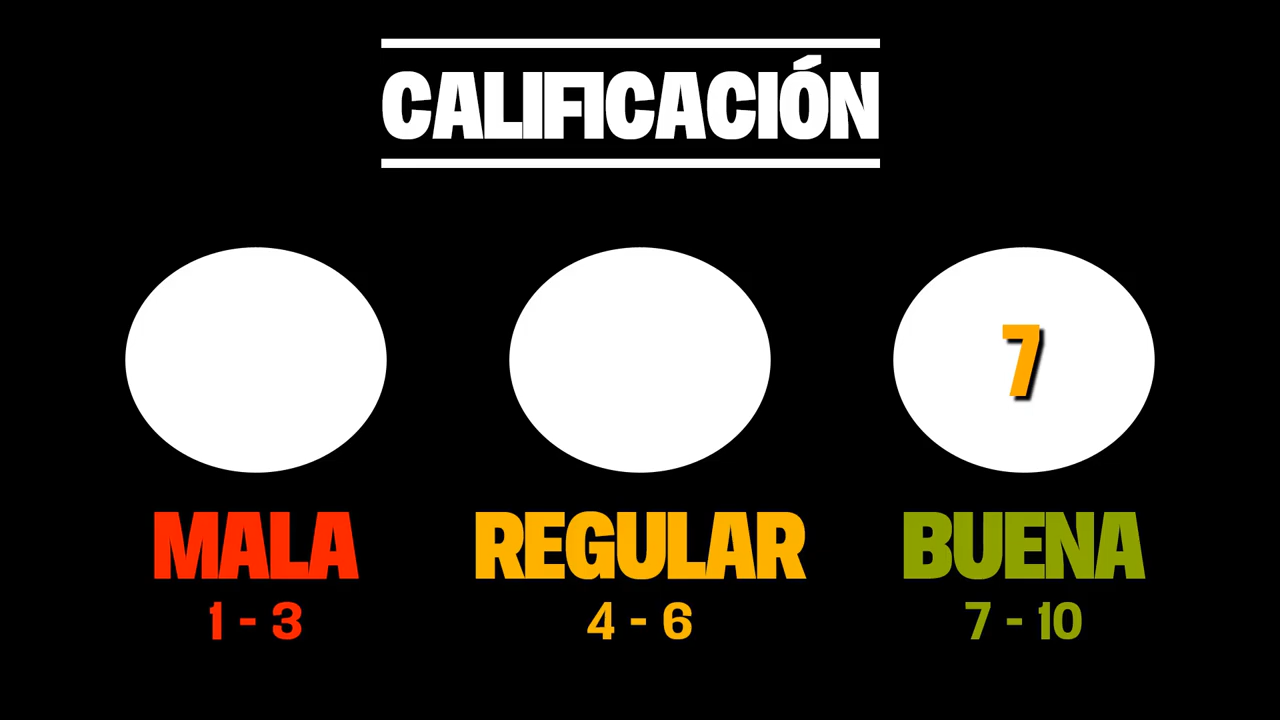 CALIFICACIÓN
7
MALA
REGULAR
BUENA
1 - 3
4 - 6
7 - 10